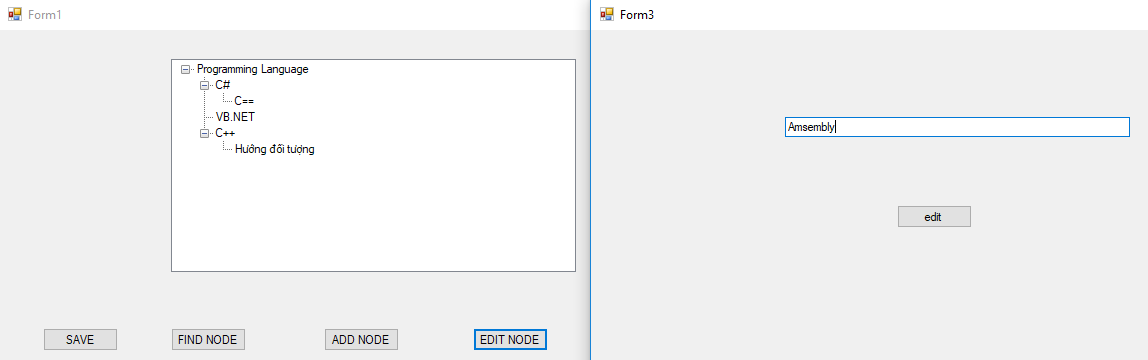 Form1
Programming Language
C#
C==
VB.NET
C++
Hướng đối tượng
SAVE
FIND NODE
ADD NODE
EDIT NODE
Form3
Amsembly
edit